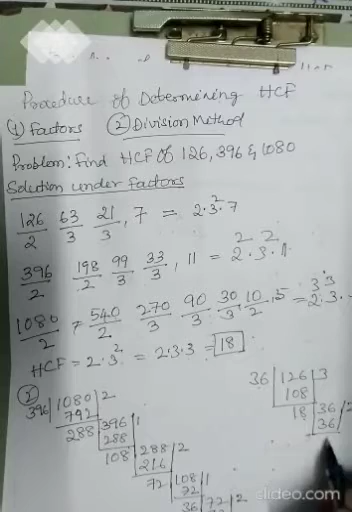 Procedure of Determining HCF
(1) Factors (2) Division Method
Problem: Find HCF Of 126, 396 & 1080
Solution under factors
126/2 63/3 21/3, 7 = 2·3²·7
396/2 198/2 99/3 33/3, 11 = 2²·3²·11
1080/2 = 540/2 270/3 90/3 30/3 10/2, 5 = 2³·3³·
HCF = 2·3² = 2·3·3 = 18
(2)
396 | 1080 | 2
792
288 | 396 | 1
288
108 | 288 | 2
216
72 | 108 | 1
72
36 | 72 | 2
72
36 | 126 | 3
108
18 | 36 | 2
36
clideo.com